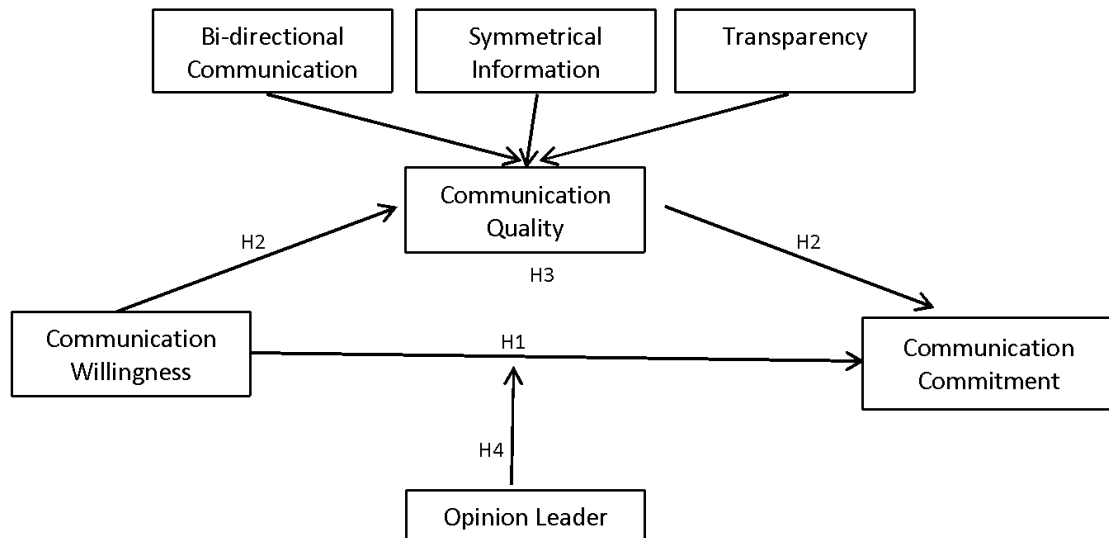 Bi-directional
Communication
Symmetrical
Information
Transparency
Communication
Quality
H2
H2
H3
Communication
Willingness
H1
Communication
Commitment
H4
Opinion Leader